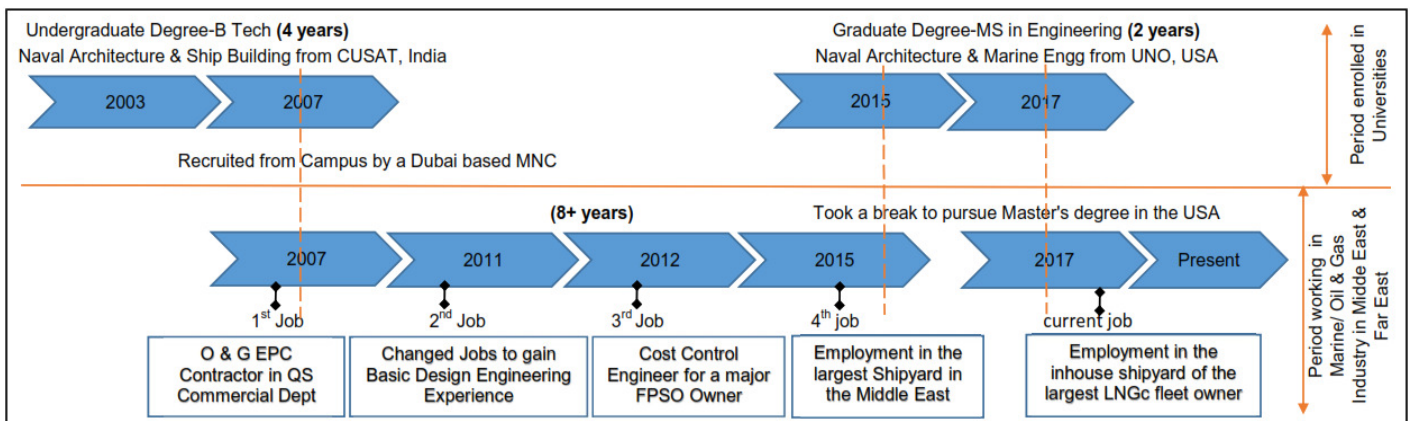 Undergraduate Degree-B Tech (4 years)
Naval Architecture & Ship Building from CUSAT, India
2003
2007
Graduate Degree-MS in Engineering (2 years)
Naval Architecture & Marine Engg from UNO, USA
2015
2017
Period enrolled in
Universities
Recruited from Campus by a Dubai based MNC
(8+ years)
Took a break to pursue Master's degree in the USA
2007
2011
2012
2015
2017
Present
1st Job
2nd Job
3rd Job
4th job
current job
O & G EPC
Contractor in QS
Commercial Dept
Changed Jobs to gain
Basic Design Engineering
Experience
Cost Control
Engineer for a major
FPSO Owner
Employment in the
largest Shipyard in
the Middle East
Employment in the
inhouse shipyard of the
largest LNGc fleet owner
Period working in
Marine/ Oil & Gas
Industry in Midde East &
Far East